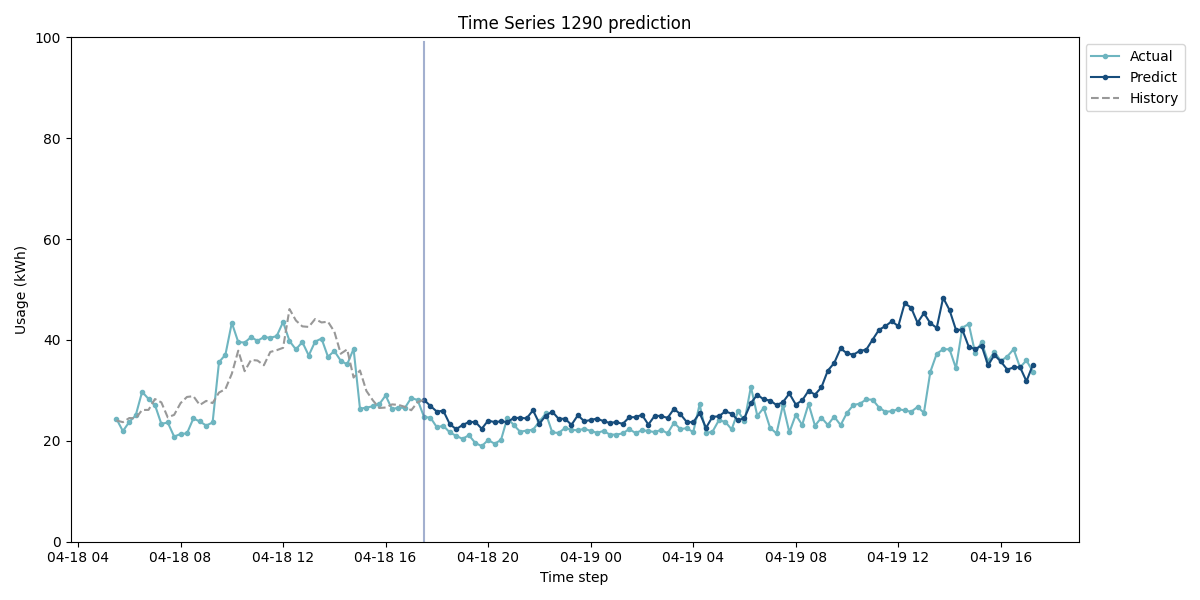 Time Series 1290 prediction
100
80
60
40
20
0
Usage (kWh)
04-18 04 04-18 08 04-18 12 04-18 16 04-18 20 04-19 00 04-19 04 04-19 08 04-19 12 04-19 16
Time step
Actual
Predict
History